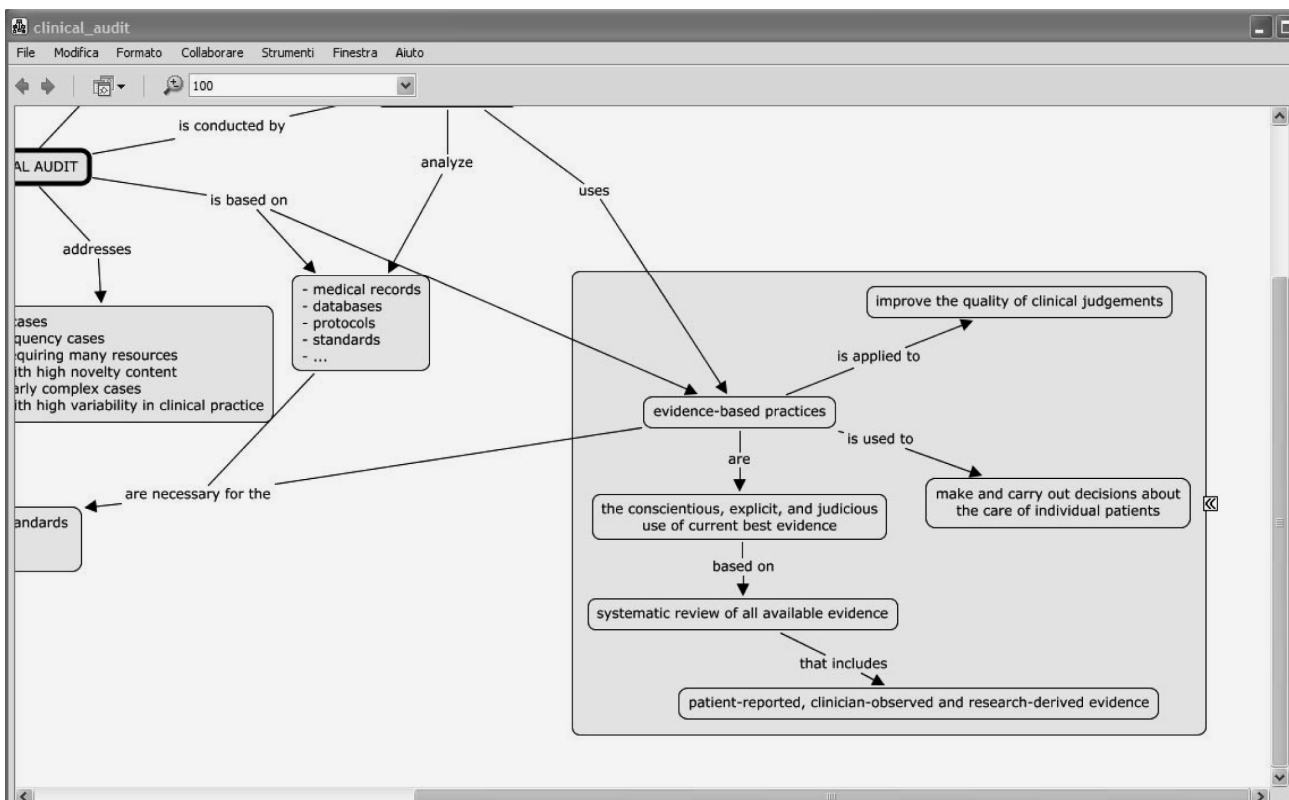 clinical_audit
File Modifica Formato Collaborare Strumenti Finestra Aiuto
100
is conducted by
AL AUDIT
analyze
uses
is based on
addresses
- medical records
- databases
- protocols
- standards
- ...
cases
quency cases
equiring many resources
ith high novelty content
arly complex cases
ith high variability in clinical practice
improve the quality of clinical judgements
is applied to
evidence-based practices
is used to
are
are necessary for the
andards
make and carry out decisions about
the care of individual patients
the conscientious, explicit, and judicious
use of current best evidence
based on
systematic review of all available evidence
that includes
patient-reported, clinician-observed and research-derived evidence